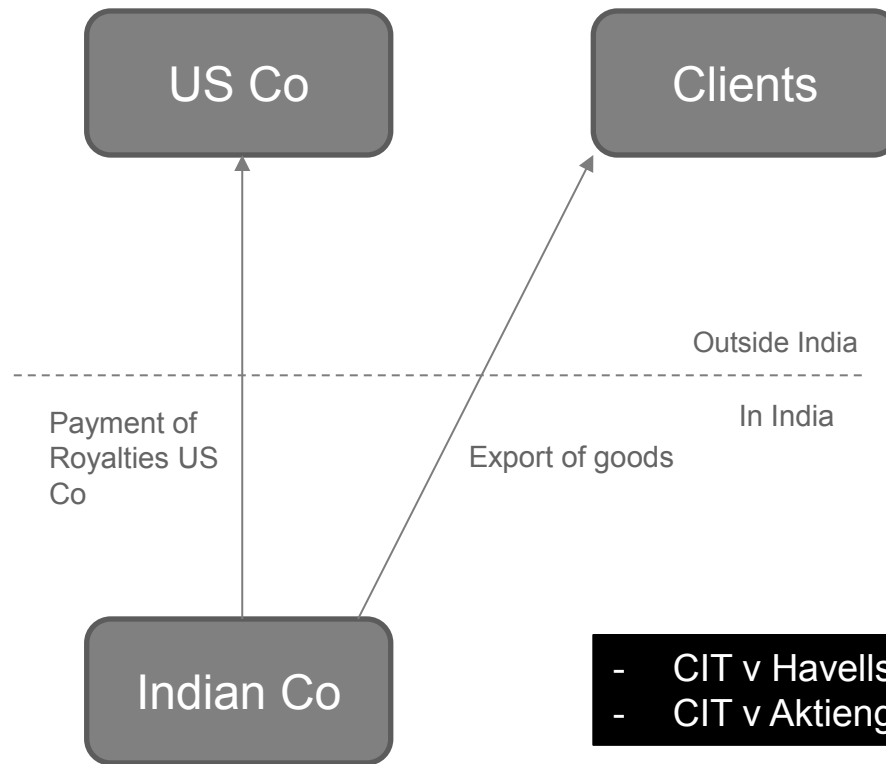 US Co
Clients
Outside India
In India
Payment of
Royalties US
Co
Export of goods
Indian Co
- CIT v Havells
- CIT v Aktieng